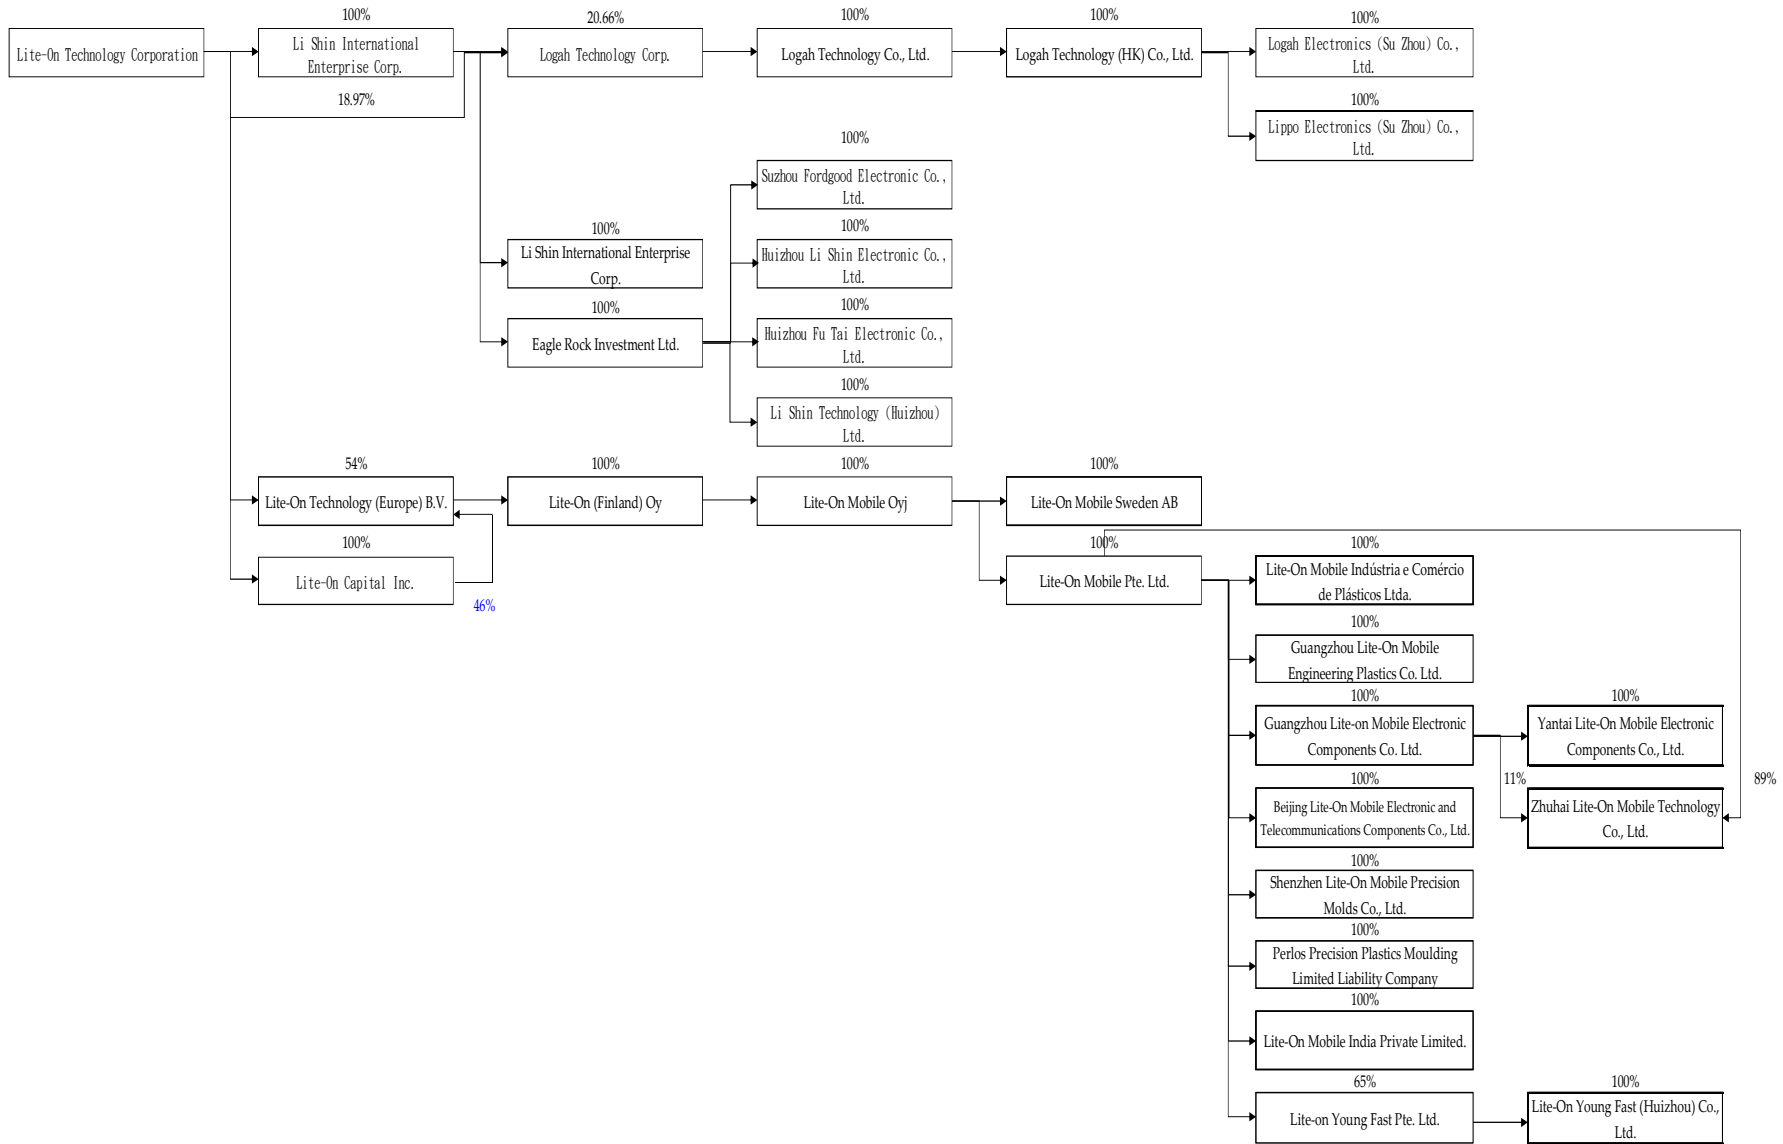 100%
20.66%
100%
100%
100%
Lite-On Technology Corporation
Li Shin International
Enterprise Corp.
Logah Technology Corp.
Logah Technology Co., Ltd.
Logah Technology (HK) Co., Ltd.
Logah Electronics (Su Zhou) Co.,
Ltd.
18.97%
100%
Lippo Electronics (Su Zhou) Co.,
Ltd.
100%
Suzhou Fordgood Electronic Co.,
Ltd.
100%
Li Shin International Enterprise
Corp.
100%
Huizhou Li Shin Electronic Co.,
Ltd.
100%
Eagle Rock Investment Ltd.
100%
Huizhou Fu Tai Electronic Co.,
Ltd.
100%
Li Shin Technology (Huizhou)
Ltd.
54%
100%
100%
100%
Lite-On Technology (Europe) B.V.
Lite-On (Finland) Oy
Lite-On Mobile Oyj
Lite-On Mobile Sweden AB
100%
Lite-On Capital Inc.
46%
100%
Lite-On Mobile Pte. Ltd.
100%
Lite-On Mobile Indústria e Comércio
de Plásticos Ltda.
100%
Guangzhou Lite-On Mobile
Engineering Plastics Co. Ltd.
100%
Guangzhou Lite-on Mobile Electronic
Components Co. Ltd.
100%
Yantai Lite-On Mobile Electronic
Components Co., Ltd.
100%
11%
89%
Beijing Lite-On Mobile Electronic and
Telecommunications Components Co., Ltd.
Zhuhai Lite-On Mobile Technology
Co., Ltd.
100%
Shenzhen Lite-On Mobile Precision
Molds Co., Ltd.
100%
Perlos Precision Plastics Moulding
Limited Liability Company
100%
Lite-On Mobile India Private Limited.
65%
100%
Lite-on Young Fast Pte. Ltd.
Lite-On Young Fast (Huizhou) Co.,
Ltd.